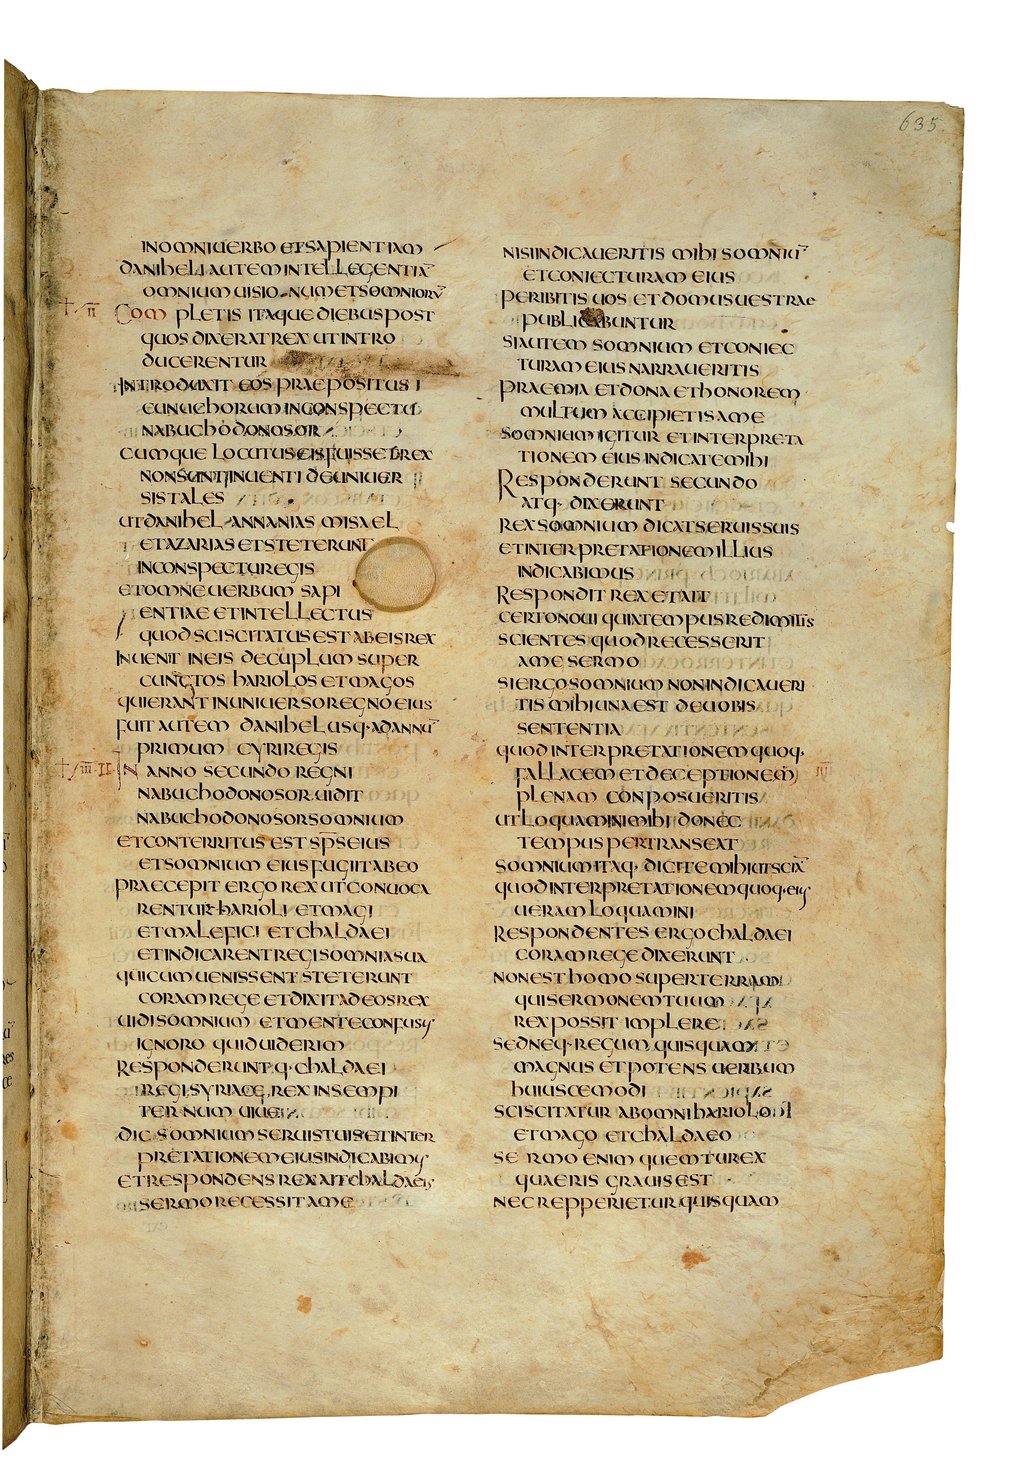 635
IN OMNI UERBO ET SAPIENTIAM
DANIHELI AUTEM INTELLEGENTIĀ
OMNIUM UISIONUM ET SOMNIORŪ
COMPLETIS ITAQUE DIEBUS POST
QUOS DIXERAT REX UT INTRO
DUCERENTUR
INTRODUXIT EOS PRAEPOSITUS
EUNUCHORUM IN CONSPECTU
NABUCHODONOSOR
CUMQUE LOCUTUS EIS FUISSET REX
NON SUNT INUENTI DE UNIUER
SIS TALES
UT DANIHEL ANNANIAS MISAEL
ET AZARIAS ET STETERUNT
IN CONSPECTU REGIS
ET OMNE UERBUM SAPI
ENTIAE ET INTELLECTUS
QUOD SCISCITATUS EST AB EIS REX
INUENIT IN EIS DECUPLUM SUPER
CUNCTOS HARIOLOS ET MAGOS
QUI ERANT IN UNIUERSO REGNO EIUS
FUIT AUTEM DANIHEL USQ· AD ANNŪ
PRIMUM CYRI REGIS
II IN ANNO SECUNDO REGNI
NABUCHODONOSOR UIDIT
NABUCHODONOSOR SOMNIUM
ET CONTERRITUS EST SP̄S EIUS
ET SOMNIUM EIUS FUGIIT AB EO
PRAECEPIT ERGO REX UT CONUOCA
RENTUR HARIOLI ET MAGI
ET MALEFICI ET CHALDAEI
ET INDICARENT REGI SOMNIA SUA
QUI CUM UENISSENT STETERUNT
CORAM REGE ET DIXIT AD EOS REX
UIDI SOMNIUM ET MENTE CONFUSUS
IGNORO QUID UIDERIM
RESPONDERUNTQ· CHALDAEI
REGI SYRIACE REX IN SEMPI
TERNUM UIUE
DIC SOMNIUM SERUIS TUIS ET INTER
PRETATIONEM EIUS INDICABIMUS
ET RESPONDENS REX AIT CHALDAEIS
SERMO RECESSIT A ME
NISI INDICAUERITIS MIHI SOMNIŪ
ET CONIECTURAM EIUS
PERIBITIS UOS ET DOMUS UESTRAE
PUBLICABUNTUR
SI AUTEM SOMNIUM ET CONIEC
TURAM EIUS NARRAUERITIS
PRAEMIA ET DONA ET HONOREM
MULTUM ACCIPIETIS A ME
SOMNIUM IGITUR ET INTERPRETA
TIONEM EIUS INDICATE MIHI
RESPONDERUNT SECUNDO
ATQ· DIXERUNT
REX SOMNIUM DICAT SERUIS SUIS
ET INTERPRETATIONEM ILLIUS
INDICABIMUS
RESPONDIT REX ET AIT
CERTO NOUI QUIA TEMPUS REDIMITIS
SCIENTES QUOD RECESSERIT
A ME SERMO
SI ERGO SOMNIUM NON INDICAUERI
TIS MIHI UNA EST DE UOBIS
SENTENTIA
QUOD INTERPRETATIONEM QUOQ·
FALLACEM ET DECEPTIONEM
PLENAM CONPOSUERITIS
UT LOQUAMINI MIHI DONEC
TEMPUS PERTRANSEAT
SOMNIUM ITAQ· DICITE MIHI UT SCIĀ
QUOD INTERPRETATIONEM QUOQ· EIUS
UERAM LOQUAMINI
RESPONDENTES ERGO CHALDAEI
CORAM REGE DIXERUNT
NON EST HOMO SUPER TERRAM
QUI SERMONEM TUUM
REX POSSIT IMPLERE
SED NEQ· REGUM QUISQUAM
MAGNUS ET POTENS UERBUM
HUIUSCEMODI
SCISCITATUR AB OMNI HARIOLO
ET MAGO ET CHALDAEO
SERMO ENIM QUEM TU REX
QUAERIS GRAUIS EST
NEC REPPERIETUR QUISQUAM